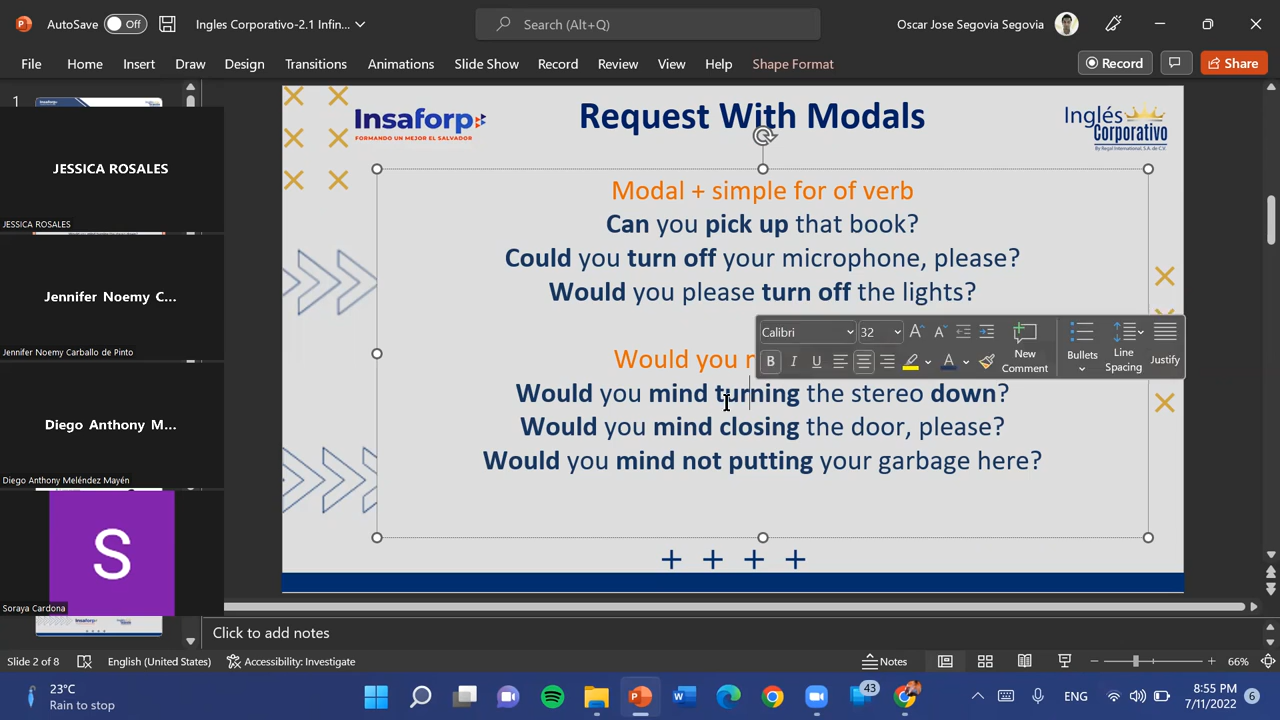 AutoSave Off Ingles Corporativo-2.1 Infin... Search (Alt+Q) Oscar Jose Segovia Segovia
File Home Insert Draw Design Transitions Animations Slide Show Record Review View Help Shape Format Record Share
1
JESSICA ROSALES
JESSICA ROSALES
Jennifer Noemy C...
Jennifer Noemy Carballo de Pinto
Diego Anthony M...
Diego Anthony Meléndez Mayén
S
Soraya Cardona
Insaforp
FORMANDO UN MEJOR EL SALVADOR
Request With Modals
Inglés
Corporativo
By Regal International, S.A. de C.V.
Modal + simple for of verb
Can you pick up that book?
Could you turn off your microphone, please?
Would you please turn off the lights?
Calibri 32
New Comment
Bullets
Line Spacing
Justify
Would you
Would you mind turning the stereo down?
Would you mind closing the door, please?
Would you mind not putting your garbage here?
+ + + +
Click to add notes
Slide 2 of 8 English (United States) Accessibility: Investigate Notes 66%
23°C
Rain to stop
43
ENG
8:55 PM
7/11/2022
6